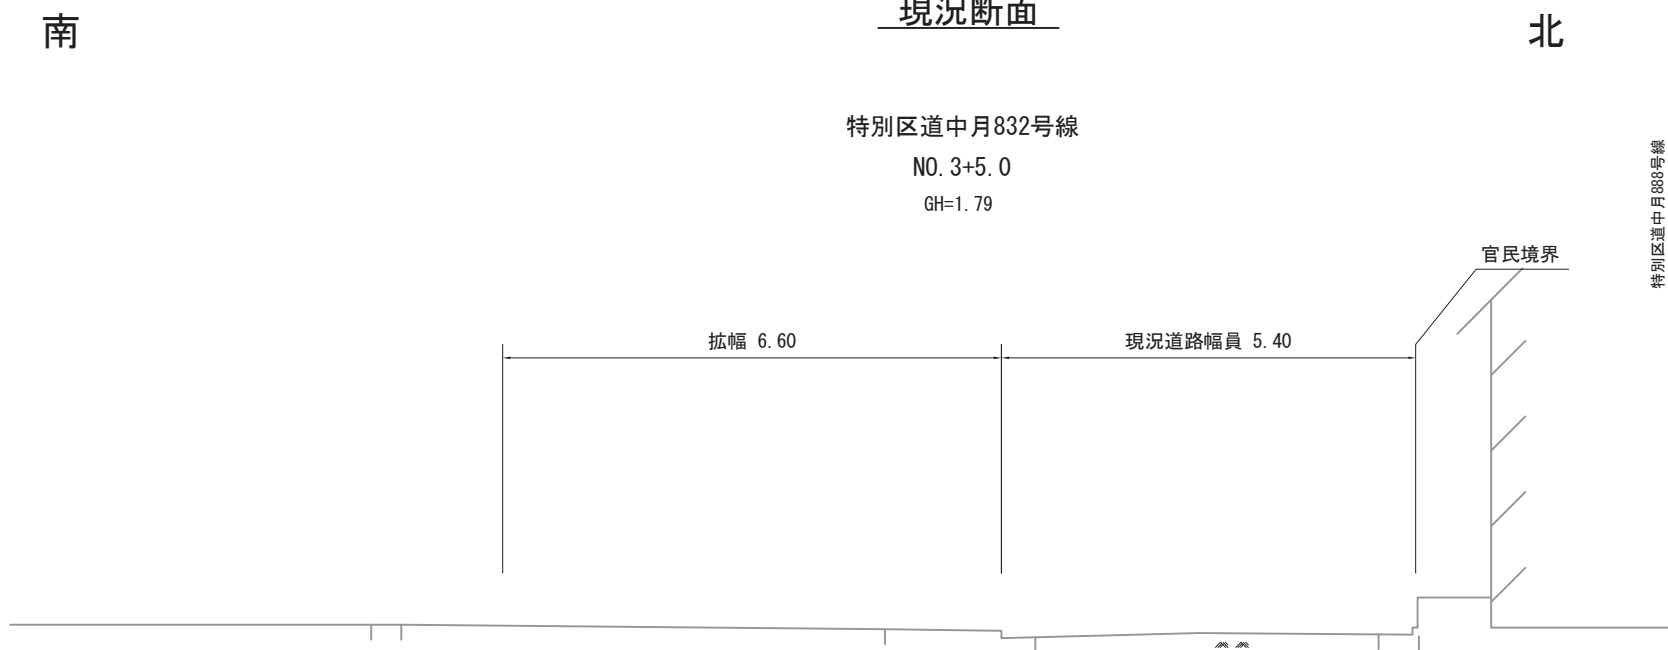 現況断面
南
北
特別区道中月832号線
NO.3+5.0
GH=1.79
特別区道中月888号線
官民境界
拡幅 6.60
現況道路幅員 5.40